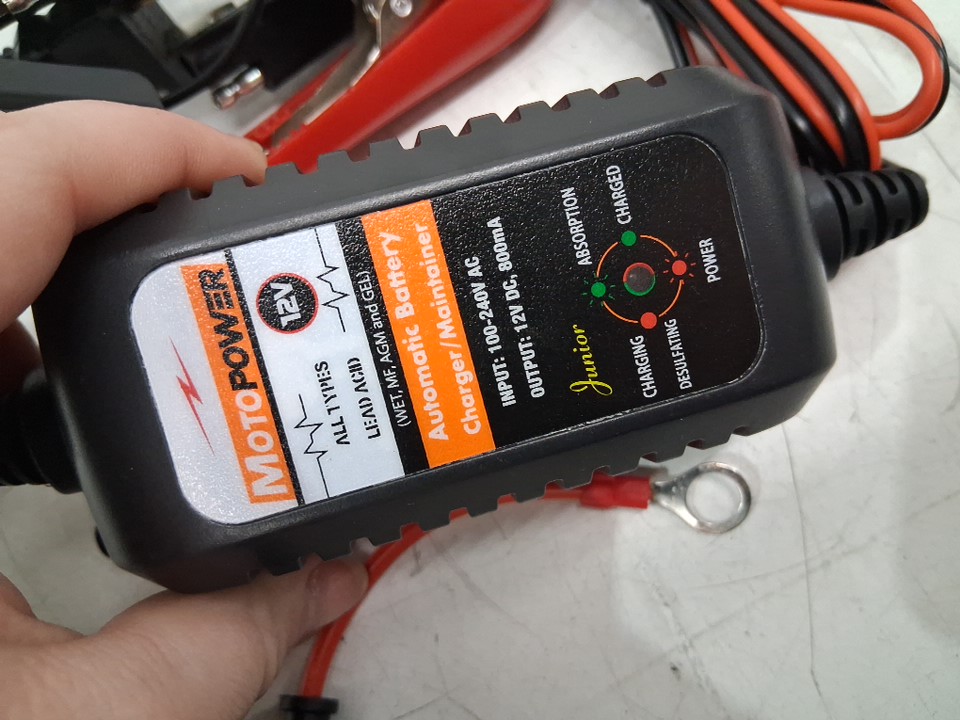 MOTOPOWER
12V
ALL TYPES
LEAD ACID
(WET, MF, AGM and GEL)
Automatic Battery
Charger/Maintainer
INPUT: 100-240V AC
OUTPUT: 12V DC, 800mA
Junior
ABSORPTION
CHARGED
CHARGING
DESULFATING
POWER